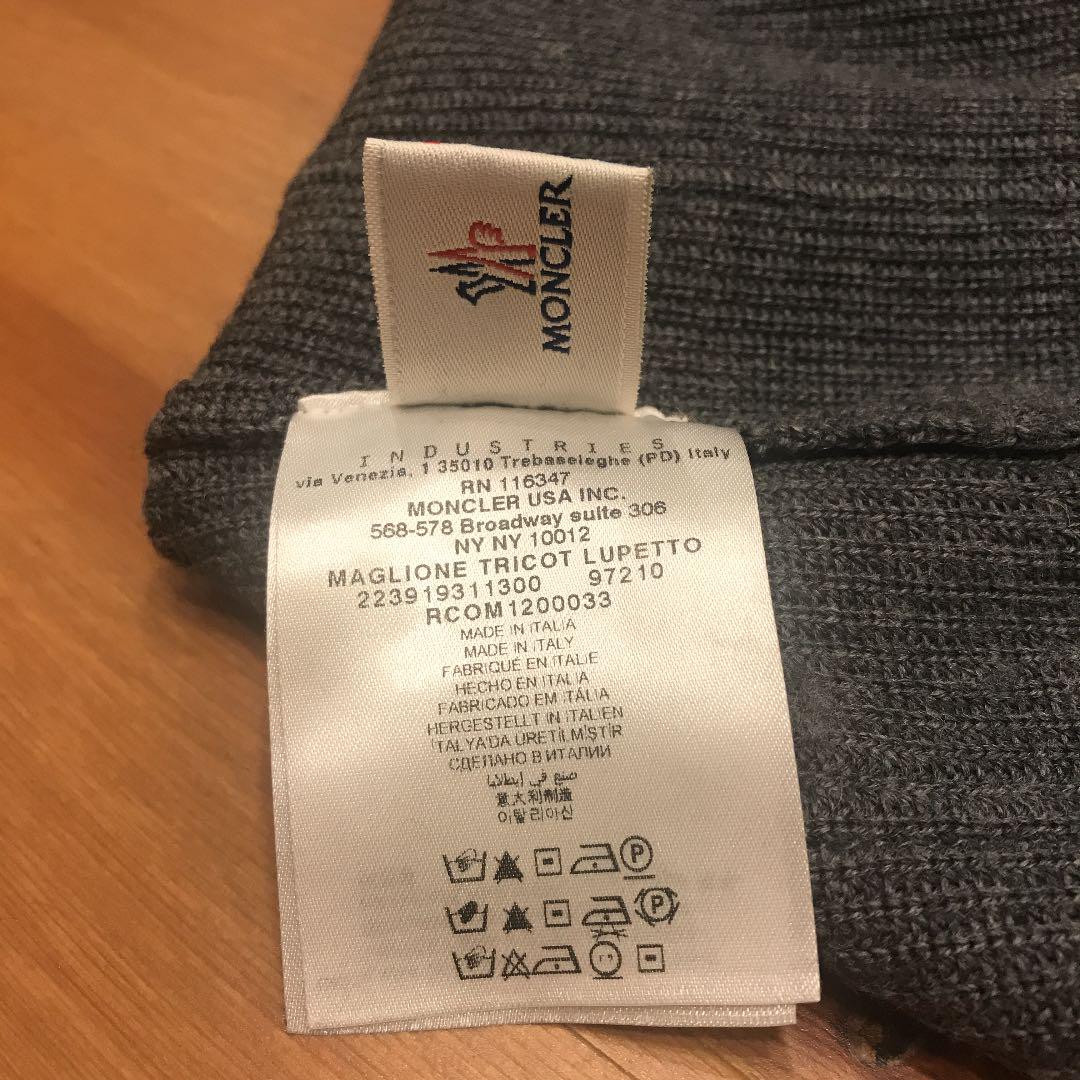 MONCLER
INDUSTRIES
via Venezia, 1 35010 Trebaseleghe (PD) Italy
RN 116347
MONCLER USA INC.
568-578 Broadway suite 306
NY NY 10012
MAGLIONE TRICOT LUPETTO
223919311300 97210
RCOM1200033
MADE IN ITALIA
MADE IN ITALY
FABRIQUÉ EN ITALIE
HECHO EN ITALIA
FABRICADO EM ITÁLIA
HERGESTELLT IN ITALIEN
İTALYA'DA ÜRETİLMİŞTİR
СДЕЛАНО В ИТАЛИИ
صنع في إيطاليا
意大利制造
이탈리아산
P
P